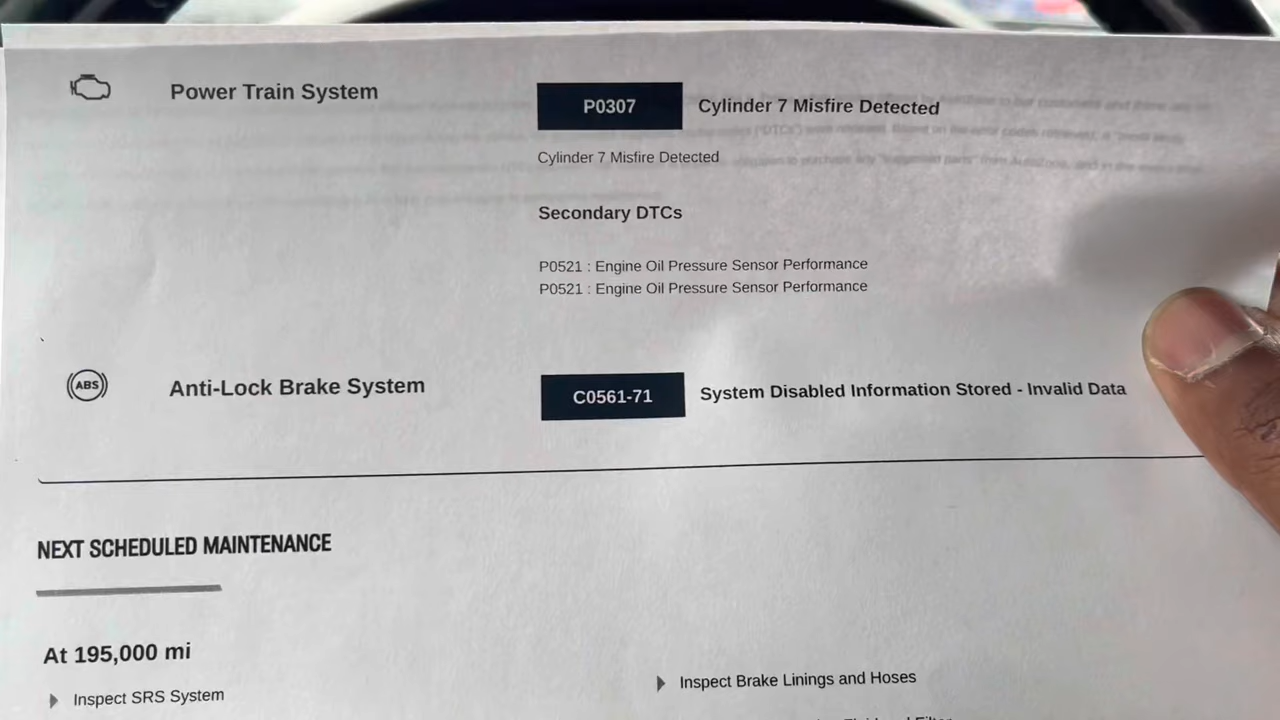 Power Train System
P0307 Cylinder 7 Misfire Detected
Cylinder 7 Misfire Detected
Secondary DTCs
P0521 : Engine Oil Pressure Sensor Performance
P0521 : Engine Oil Pressure Sensor Performance
ABS
Anti-Lock Brake System
C0561-71 System Disabled Information Stored - Invalid Data
NEXT SCHEDULED MAINTENANCE
At 195,000 mi
Inspect SRS System
Inspect Brake Linings and Hoses